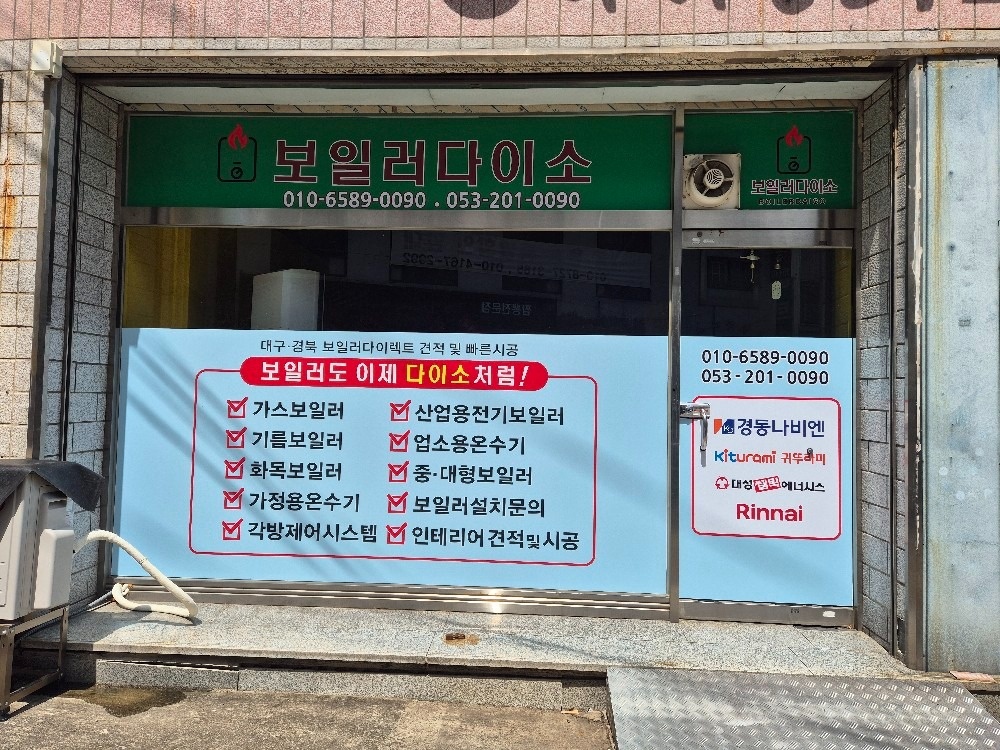 보일러다이소
010-6589-0090 . 053-201-0090
보일러다이소
BOILERDAISO
대구·경북 보일러다이렉트 견적 및 빠른시공
보일러도 이제 다이소처럼!
가스보일러
기름보일러
화목보일러
가정용온수기
각방제어시스템
산업용전기보일러
업소용온수기
중·대형보일러
보일러설치문의
인테리어견적및시공
010-6589-0090
053-201-0090
경동나비엔
Kiturami 귀뚜라미
대성쎌틱에너시스
Rinnai